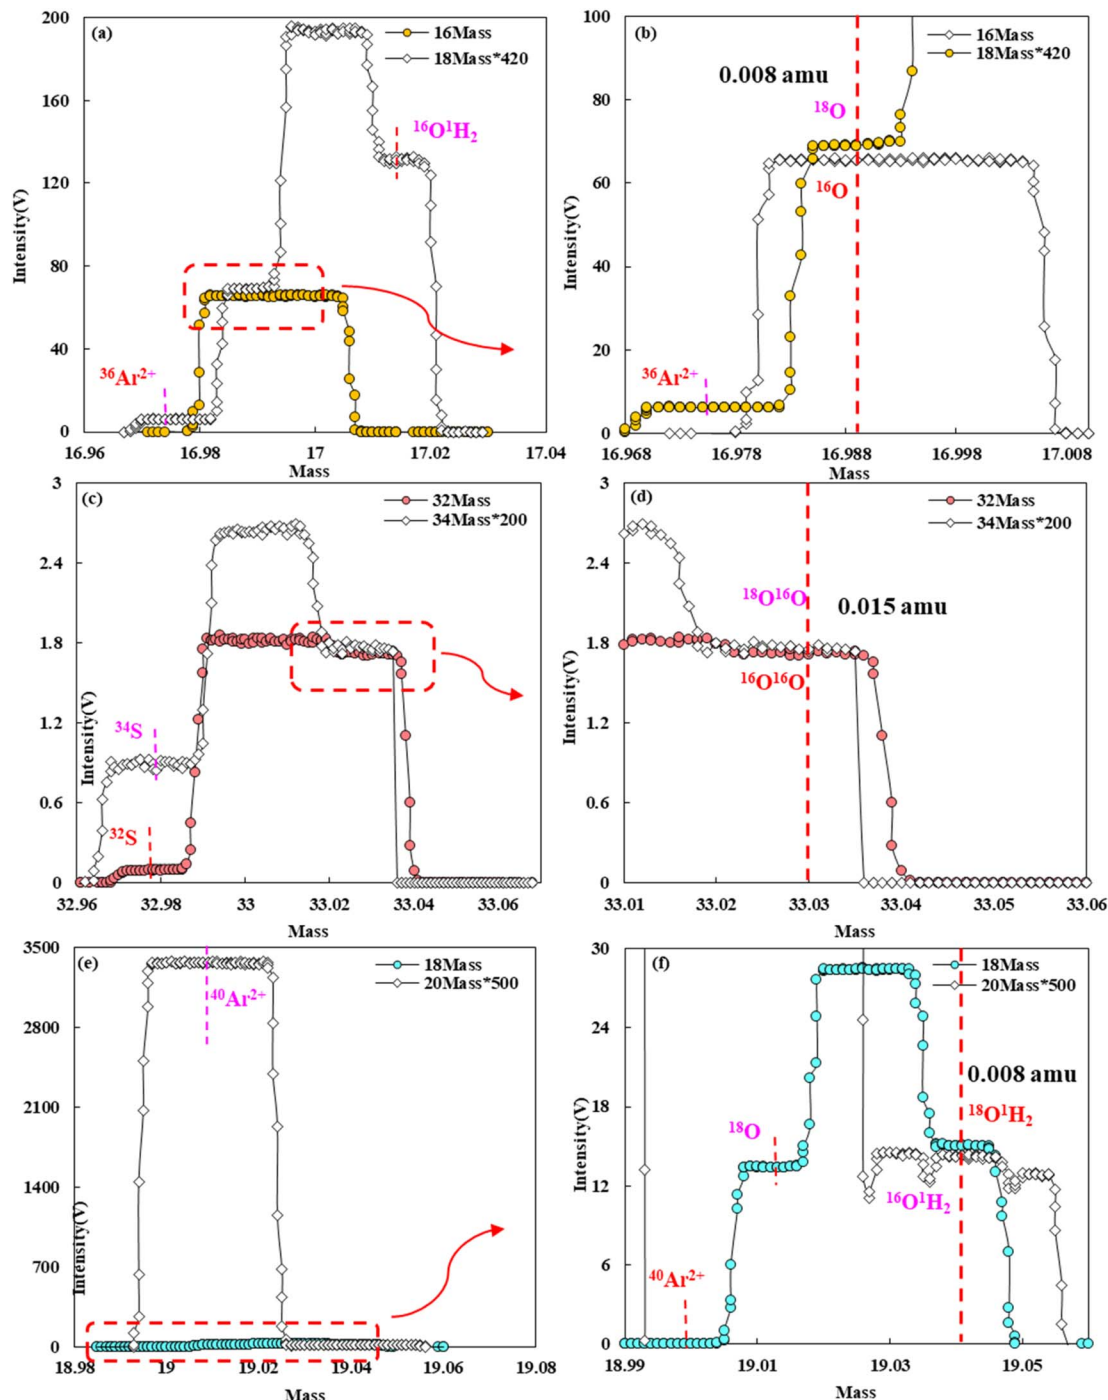 (a)
16Mass
18Mass*420
¹⁶O¹H₂
³⁶Ar²⁺
Intensity(V)
200
160
120
80
40
0
16.96
16.98
17
17.02
17.04
Mass
(b)
16Mass
18Mass*420
0.008 amu
¹⁸O
¹⁶O
³⁶Ar²⁺
Intensity(V)
100
80
60
40
20
0
16.968
16.978
16.988
16.998
17.008
Mass
(c)
32Mass
34Mass*200
³⁴S
³²S
Intensity(V)
3
2.4
1.8
1.2
0.6
0
32.96
32.98
33
33.02
33.04
33.06
Mass
(d)
32Mass
34Mass*200
¹⁸O¹⁶O
0.015 amu
¹⁶O¹⁶O
Intensity(V)
3
2.4
1.8
1.2
0.6
0
33.01
33.02
33.03
33.04
33.05
33.06
Mass
(e)
18Mass
20Mass*500
⁴⁰Ar²⁺
Intensity(V)
3500
2800
2100
1400
700
0
18.98
19
19.02
19.04
19.06
19.08
Mass
(f)
18Mass
20Mass*500
0.008 amu
¹⁸O¹H₂
¹⁸O
¹⁶O¹H₂
⁴⁰Ar²⁺
Intensity(V)
30
24
18
12
6
0
18.99
19.01
19.03
19.05
Mass